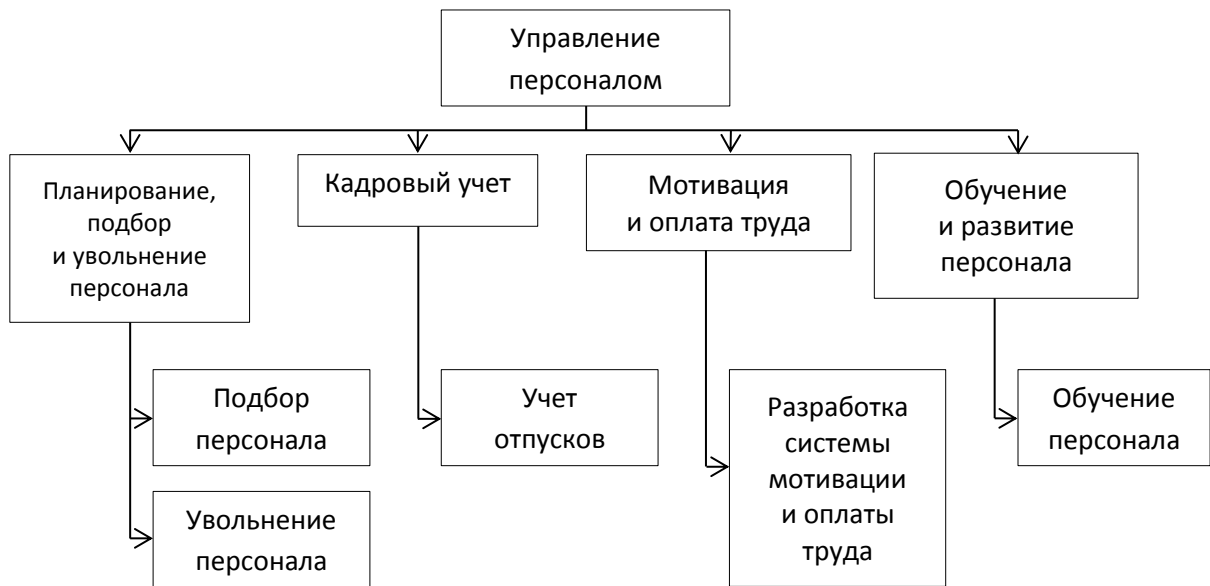 Управление
персоналом
Планирование,
подбор
и увольнение
персонала
Кадровый учет
Мотивация
и оплата труда
Обучение
и развитие
персонала
Подбор
персонала
Увольнение
персонала
Учет
отпусков
Разработка
системы
мотивации
и оплаты
труда
Обучение
персонала